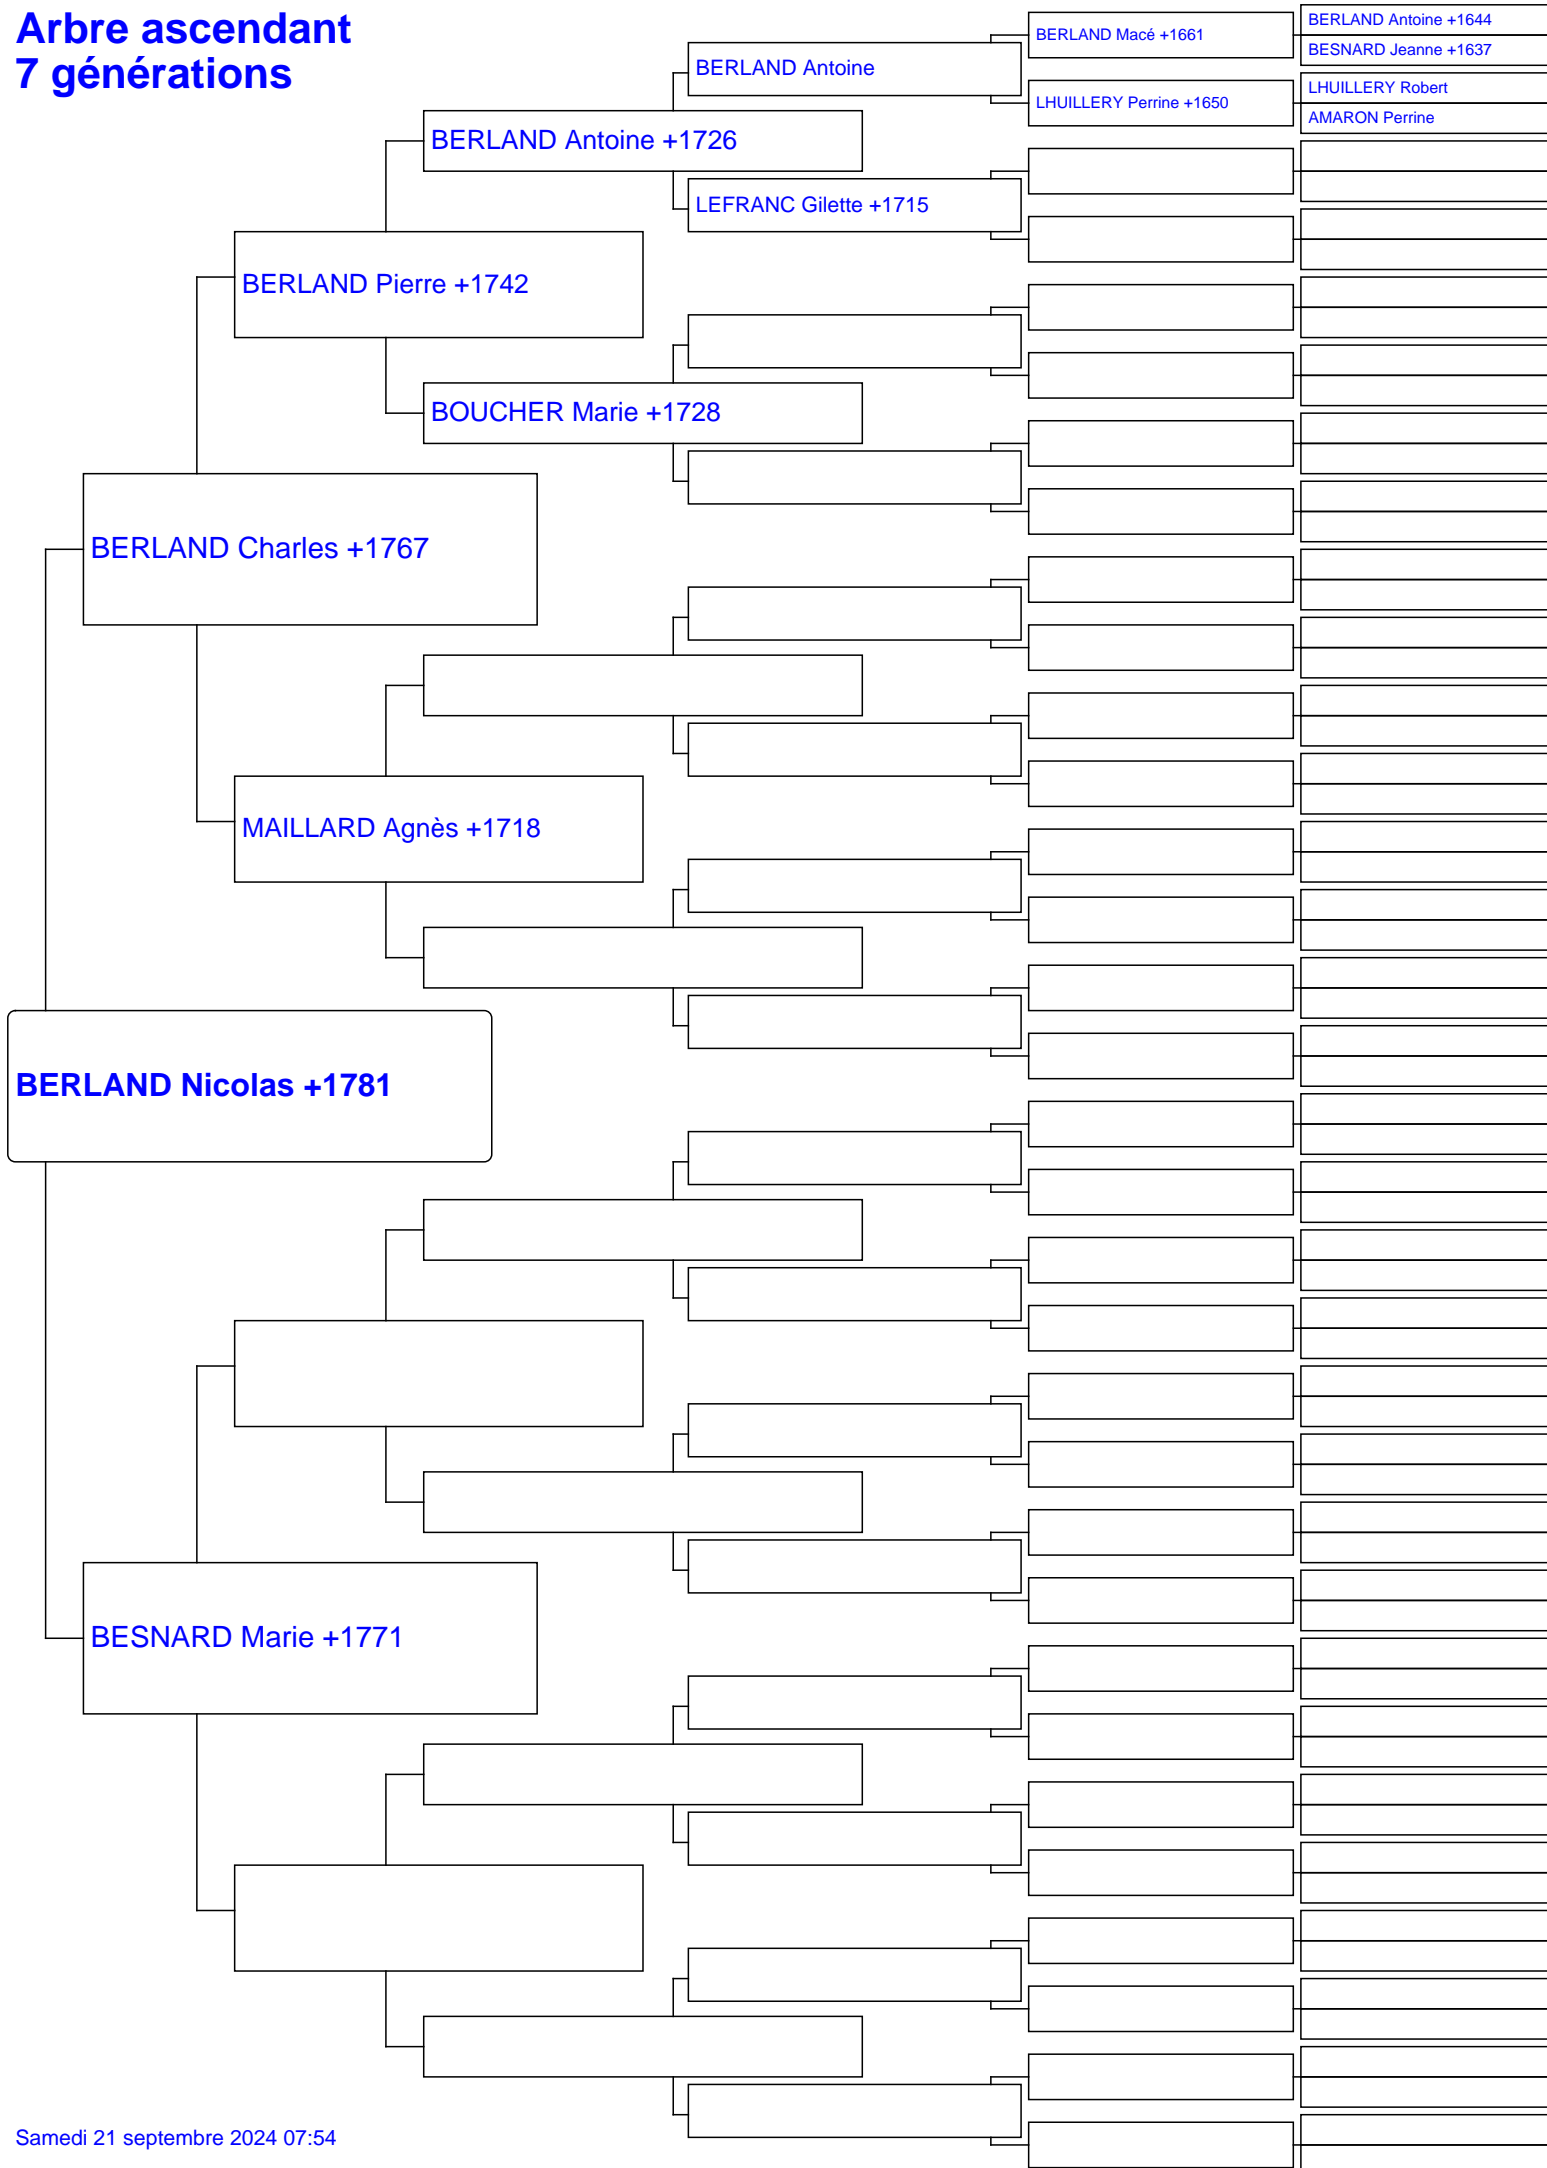 Arbre ascendant
7 générations
BERLAND Macé +1661
BERLAND Antoine +1644
BESNARD Jeanne +1637
BERLAND Antoine
LHUILLERY Perrine +1650
LHUILLERY Robert
AMARON Perrine
BERLAND Antoine +1726
LEFRANC Gilette +1715
BERLAND Pierre +1742
BOUCHER Marie +1728
BERLAND Charles +1767
MAILLARD Agnès +1718
BERLAND Nicolas +1781
BESNARD Marie +1771
Samedi 21 septembre 2024 07:54